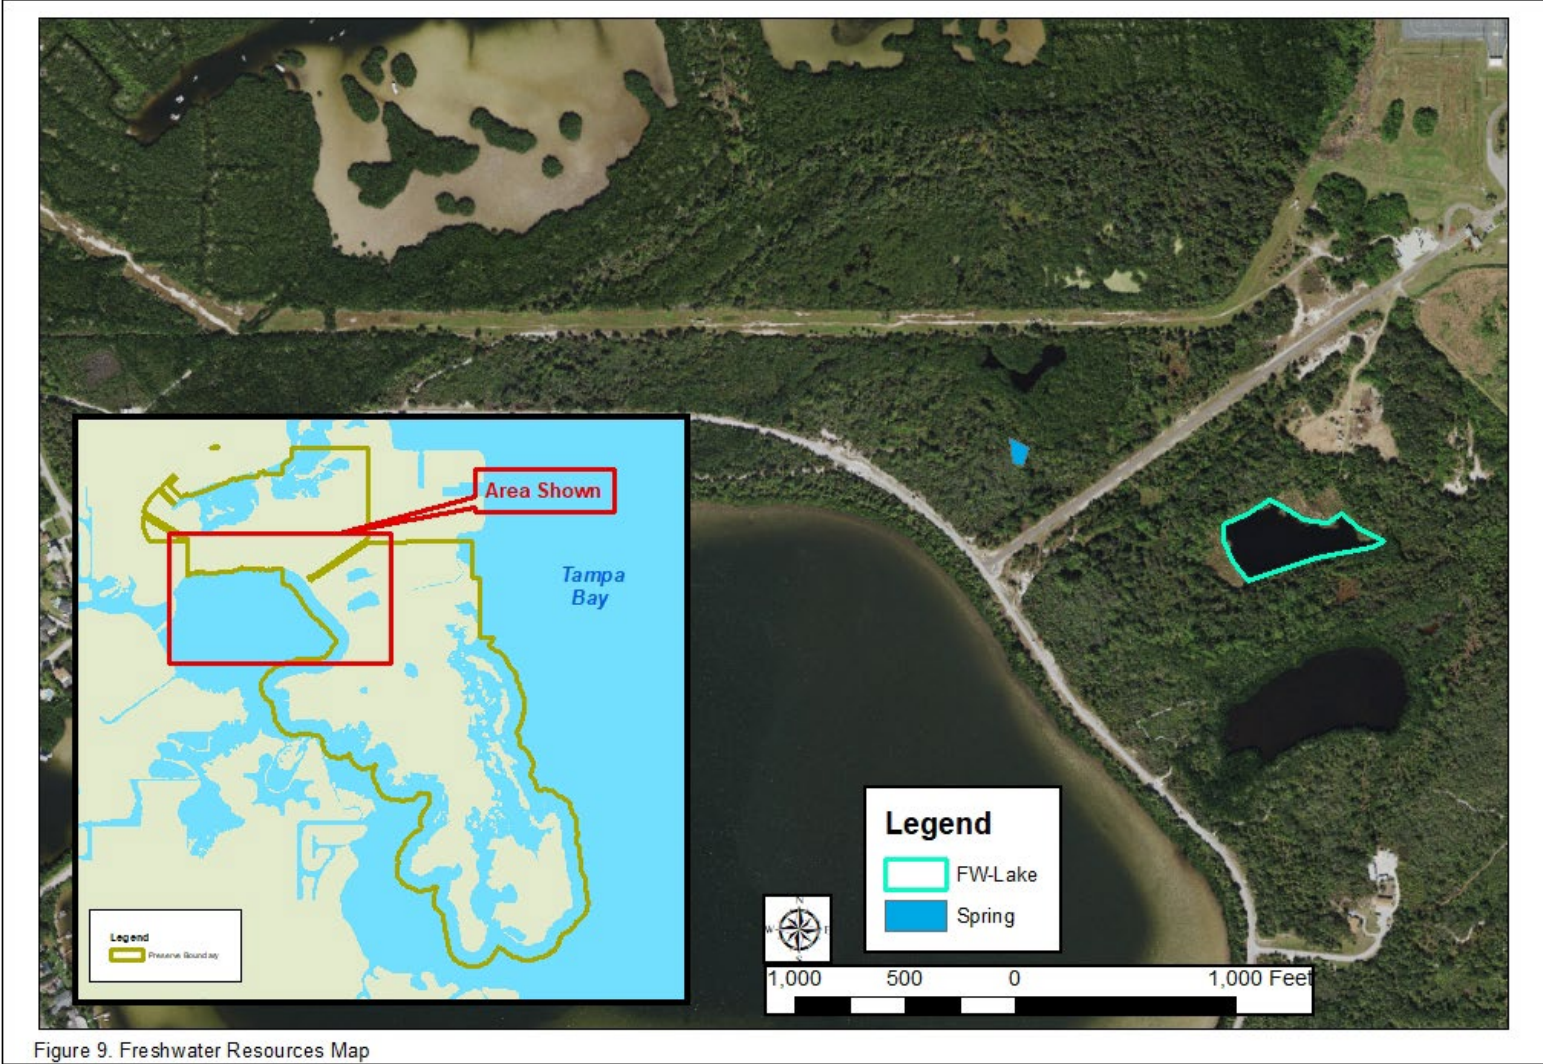 Area Shown
Tampa
Bay
Legend
Preserve Boundary
Legend
FW-Lake
Spring
N
W E
S
1,000 500 0 1,000 Feet
Figure 9. Freshwater Resources Map